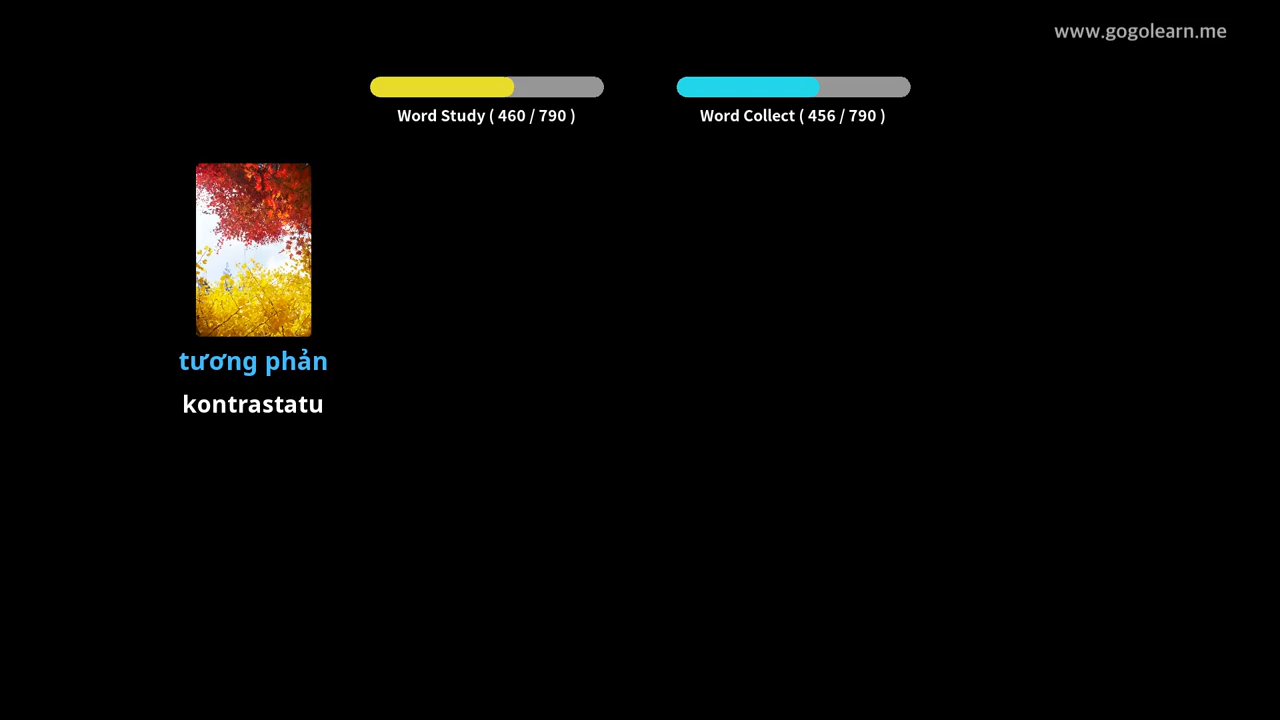 www.gogolearn.me
Word Study ( 460 / 790 )
Word Collect ( 456 / 790 )
tương phản
kontrastatu